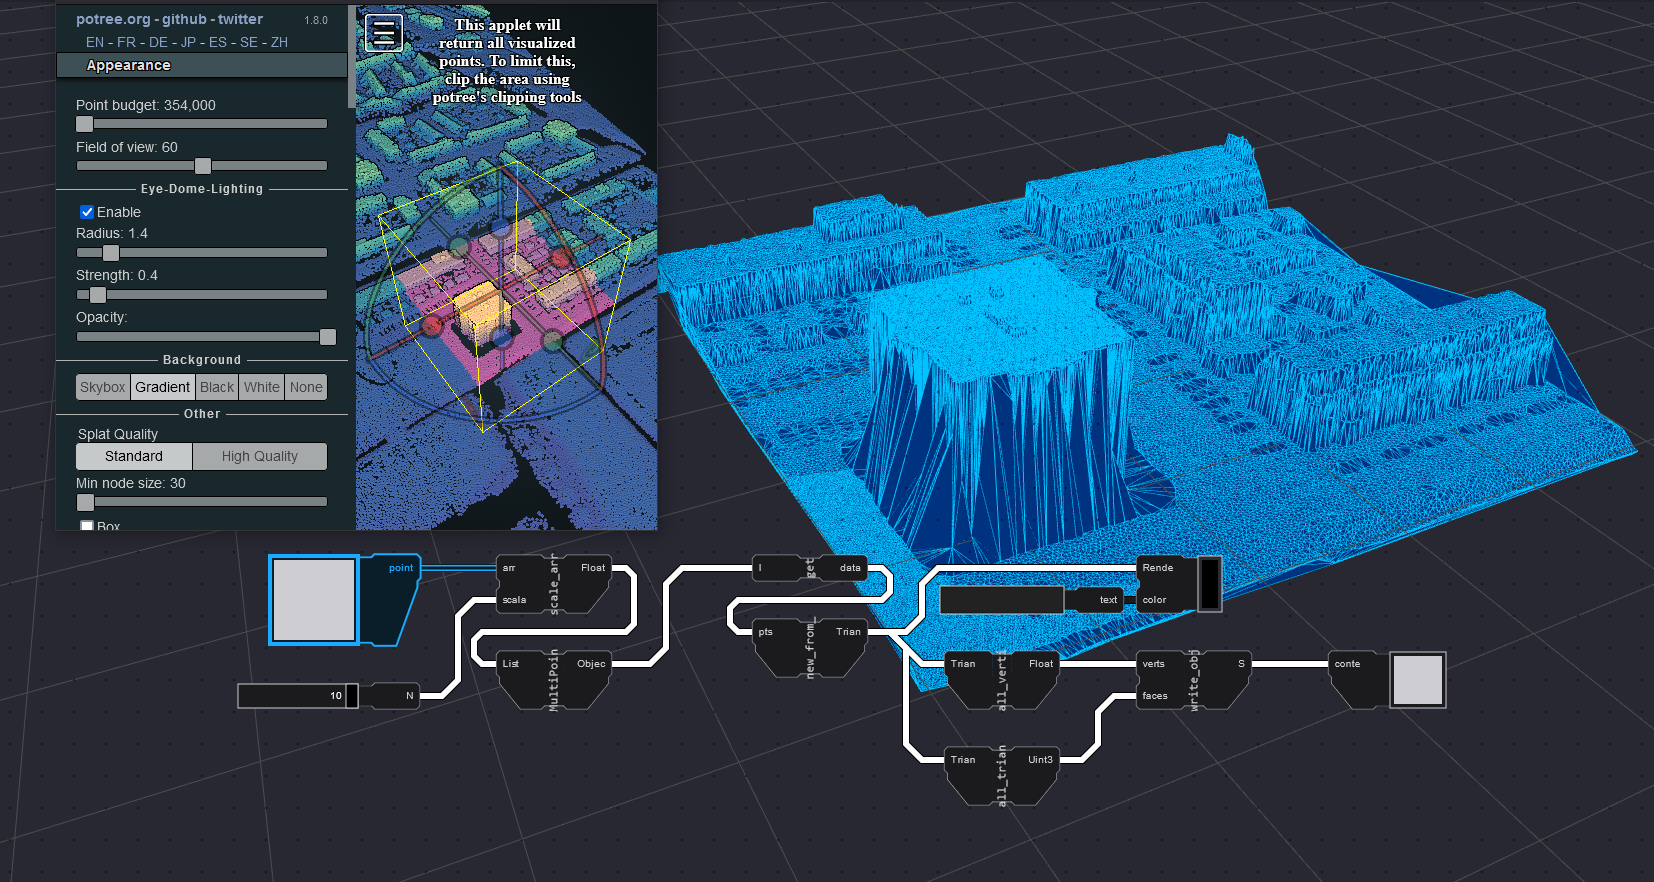 potree.org - github - twitter 1.8.0
EN - FR - DE - JP - ES - SE - ZH
Appearance
Point budget: 354,000
Field of view: 60
Eye-Dome-Lighting
Enable
Radius: 1.4
Strength: 0.4
Opacity:
Background
Skybox Gradient Black White None
Other
Splat Quality
Standard High Quality
Min node size: 30
Box
This applet will
return all visualized
points. To limit this,
clip the area using
potree's clipping tools
point
arr Float
scala
scale_arr
List Objec
MultiPoin
10 N
l data
get
pts Trian
new_from_
Rende
color
text
Trian Float
all_verti
verts S
faces
write_obj
conte
Trian Uint3
all_trian